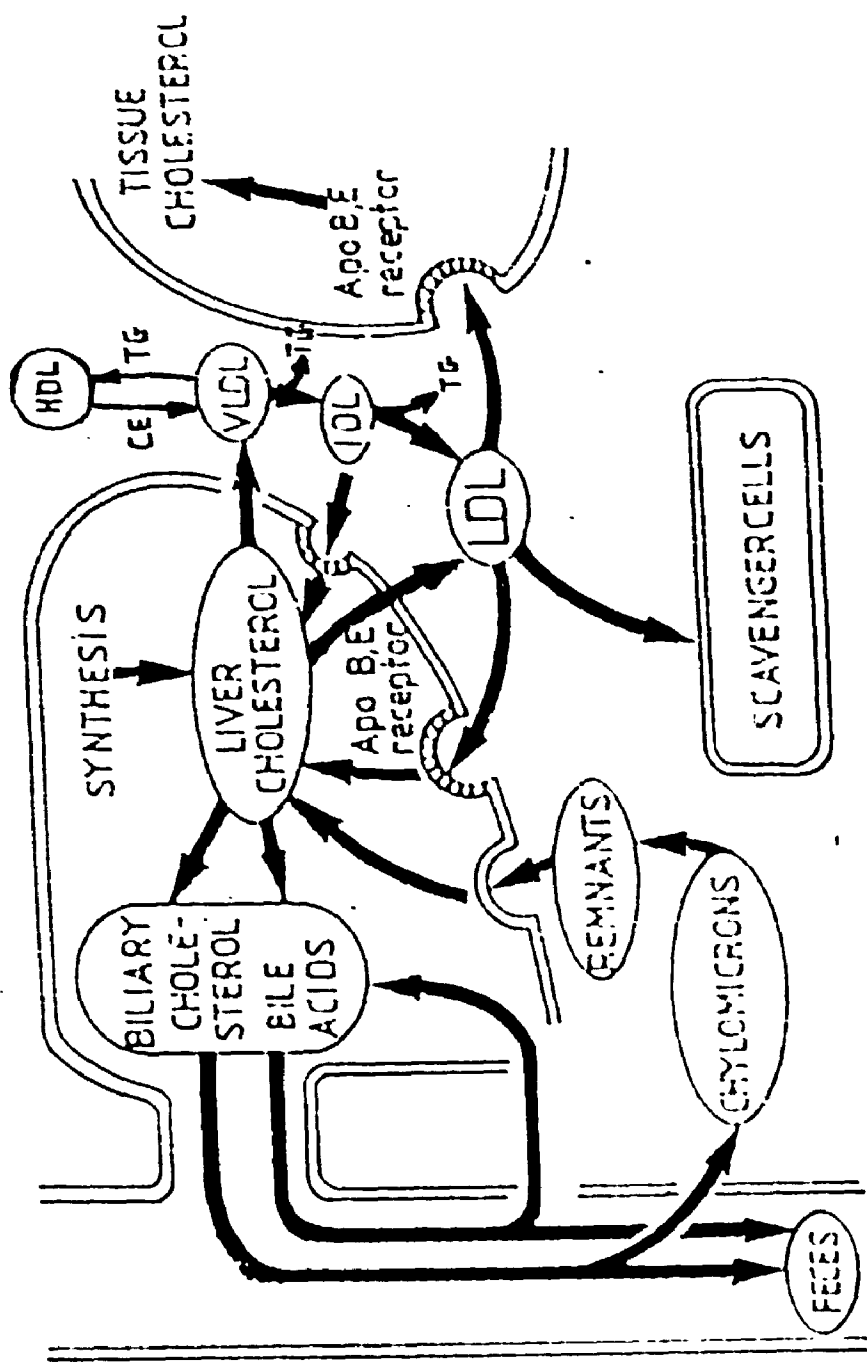 SYNTHESIS
LIVER
CHOLESTEROL
BILIARY
CHOLE-
STEROL
BILE
ACIDS
HDL
CE
TG
VLDL
TG
IDL
TG
TISSUE
CHOLESTEROL
Apo B,E
receptor
Apo B,E
receptor
LDL
REMNANTS
CHYLOMICRONS
SCAVENGERCELLS
FECES